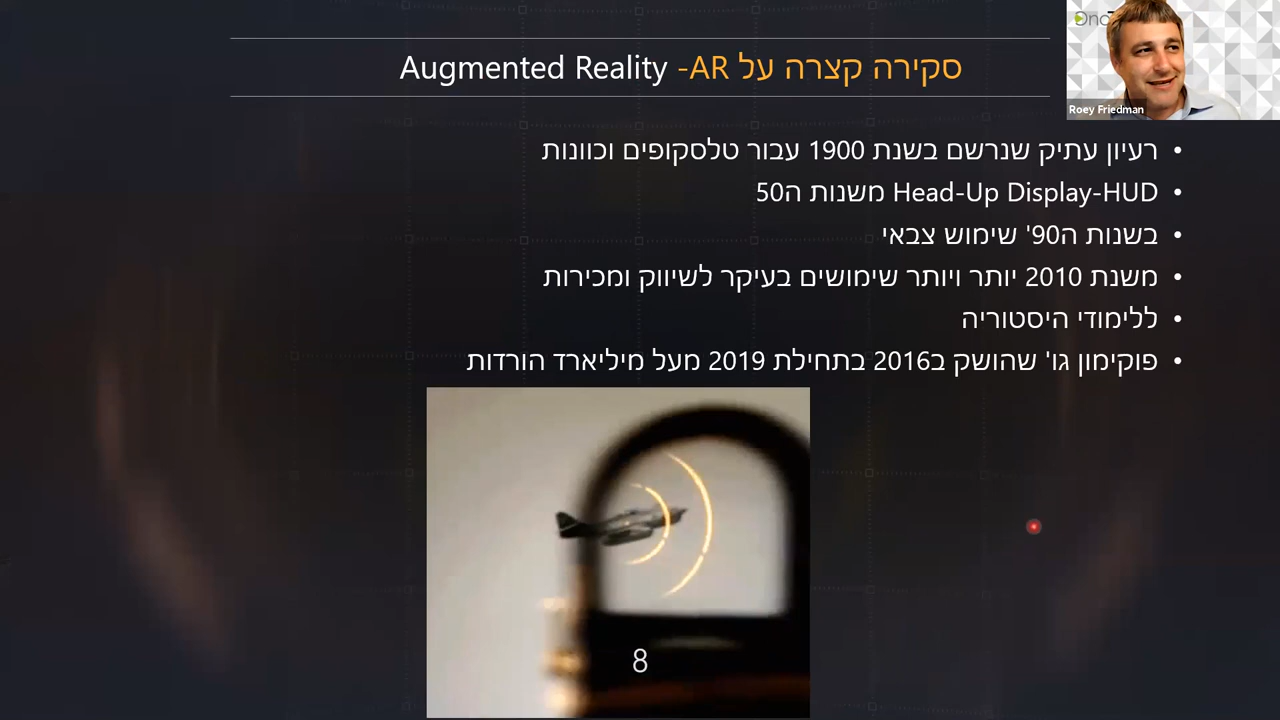 סקירה קצרה על AR- Augmented Reality
Ono
Roey Friedman
• רעיון עתיק שנרשם בשנת 1900 עבור טלסקופים וכוונות
• Head-Up Display-HUD משנות ה50
• בשנות ה90' שימוש צבאי
• משנת 2010 יותר ויותר שימושים בעיקר לשיווק ומכירות
• ללימודי היסטוריה
• פוקימון גו' שהושק ב2016 בתחילת 2019 מעל מיליארד הורדות
8